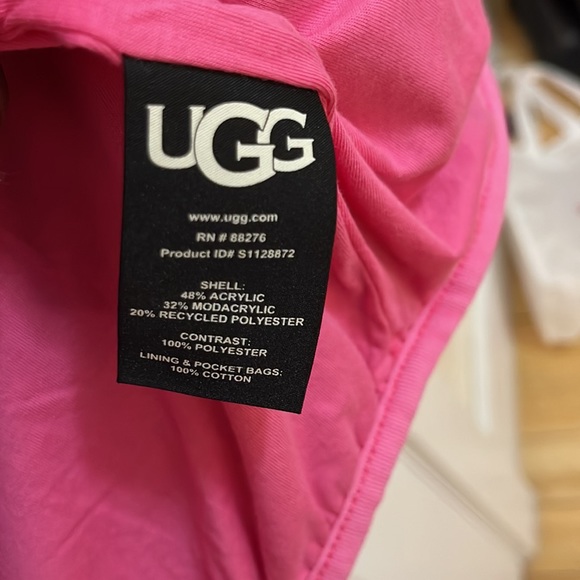 UGG
www.ugg.com
RN # 88276
Product ID# S1128872
SHELL:
48% ACRYLIC
32% MODACRYLIC
20% RECYCLED POLYESTER
CONTRAST:
100% POLYESTER
LINING & POCKET BAGS:
100% COTTON